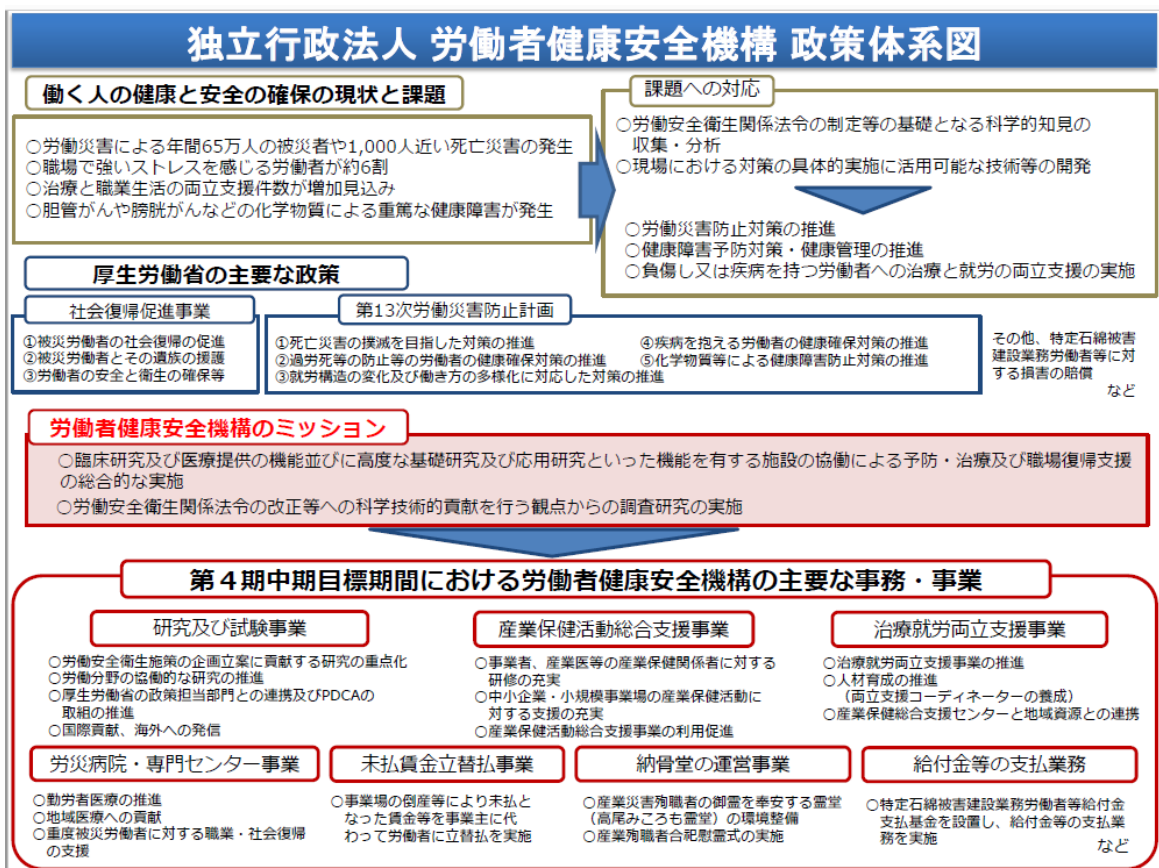 独立行政法人 労働者健康安全機構 政策体系図
働く人の健康と安全の確保の現状と課題
○労働災害による年間65万人の被災者や1,000人近い死亡災害の発生
○職場で強いストレスを感じる労働者が約6割
○治療と職業生活の両立支援件数が増加見込み
○胆管がんや膀胱がんなどの化学物質による重篤な健康障害が発生
課題への対応
○労働安全衛生関係法令の制定等の基礎となる科学的知見の
収集・分析
○現場における対策の具体的実施に活用可能な技術等の開発
○労働災害防止対策の推進
○健康障害予防対策・健康管理の推進
○負傷し又は疾病を持つ労働者への治療と就労の両立支援の実施
厚生労働省の主要な政策
社会復帰促進事業
①被災労働者の社会復帰の促進
②被災労働者とその遺族の援護
③労働者の安全と衛生の確保等
第13次労働災害防止計画
①死亡災害の撲滅を目指した対策の推進
②過労死等の防止等の労働者の健康確保対策の推進
③就労構造の変化及び働き方の多様化に対応した対策の推進
④疾病を抱える労働者の健康確保対策の推進
⑤化学物質等による健康障害防止対策の推進
その他、特定石綿被害
建設業務労働者等に対
する損害の賠償
など
労働者健康安全機構のミッション
○臨床研究及び医療提供の機能並びに高度な基礎研究及び応用研究といった機能を有する施設の協働による予防・治療及び職場復帰支援
の総合的な実施
○労働安全衛生関係法令の改正等への科学技術的貢献を行う観点からの調査研究の実施
第4期中期目標期間における労働者健康安全機構の主要な事務・事業
研究及び試験事業
○労働安全衛生施策の企画立案に貢献する研究の重点化
○労働分野の協働的な研究の推進
○厚生労働省の政策担当部門との連携及びPDCAの
取組の推進
○国際貢献、海外への発信
産業保健活動総合支援事業
○事業者、産業医等の産業保健関係者に対する
研修の充実
○中小企業・小規模事業場の産業保健活動に
対する支援の充実
○産業保健活動総合支援事業の利用促進
治療就労両立支援事業
○治療就労両立支援事業の推進
○人材育成の推進
（両立支援コーディネーターの養成）
○産業保健総合支援センターと地域資源との連携
労災病院・専門センター事業
○勤労者医療の推進
○地域医療への貢献
○重度被災労働者に対する職業・社会復帰
の支援
未払賃金立替払事業
○事業場の倒産等により未払と
なった賃金等を事業主に代
わって労働者に立替払を実施
納骨堂の運営事業
○産業災害殉職者の御霊を奉安する霊堂
（高尾みころも霊堂）の環境整備
○産業殉職者合祀慰霊式の実施
給付金等の支払業務
○特定石綿被害建設業務労働者等給付金
支払基金を設置し、給付金等の支払業
務を実施
など